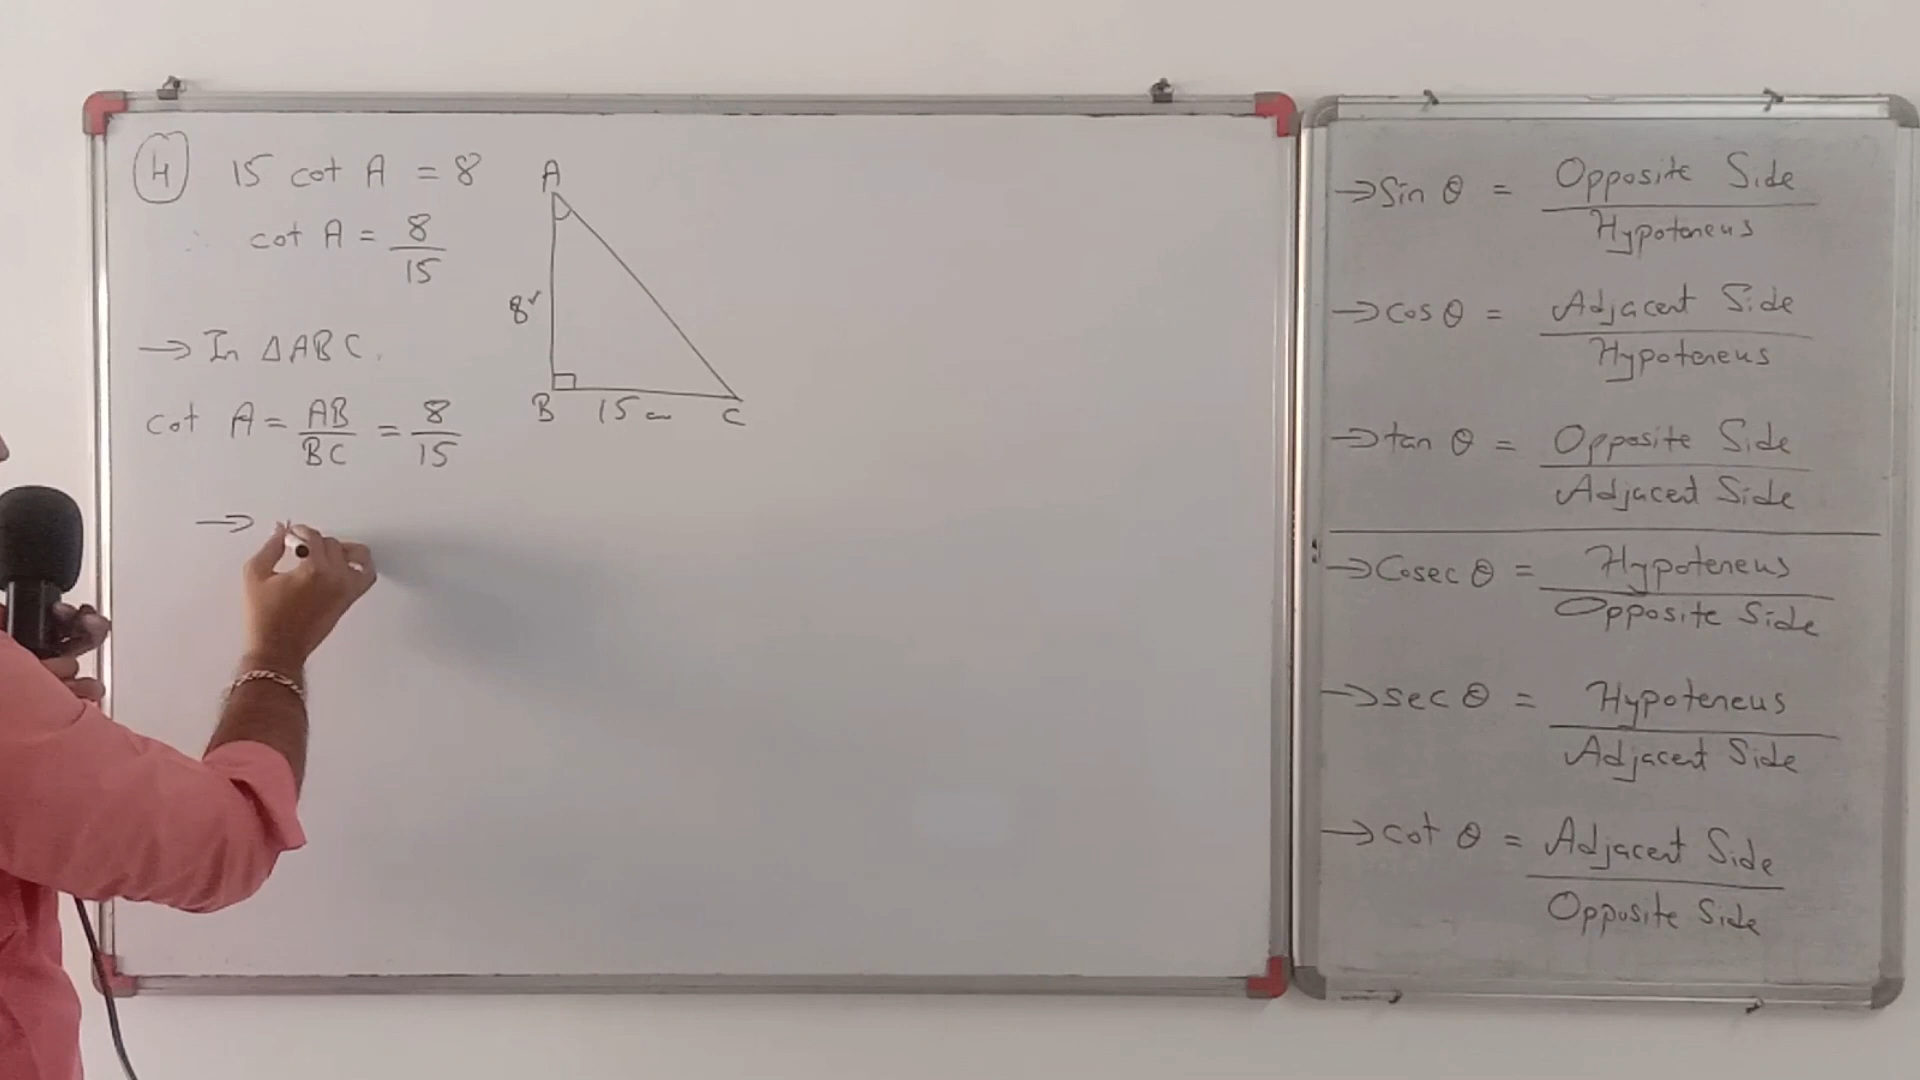 4 15 cot A = 8
∴ cot A = 8/15
→ In ΔABC,
cot A = AB/BC = 8/15
→
A
8
B 15 cm C
→ Sin θ = Opposite Side / Hypoteneus
→ cos θ = Adjacent Side / Hypoteneus
→ tan θ = Opposite Side / Adjacent Side
→ Cosec θ = Hypoteneus / Opposite Side
→ sec θ = Hypoteneus / Adjacent Side
→ cot θ = Adjacent Side / Opposite Side